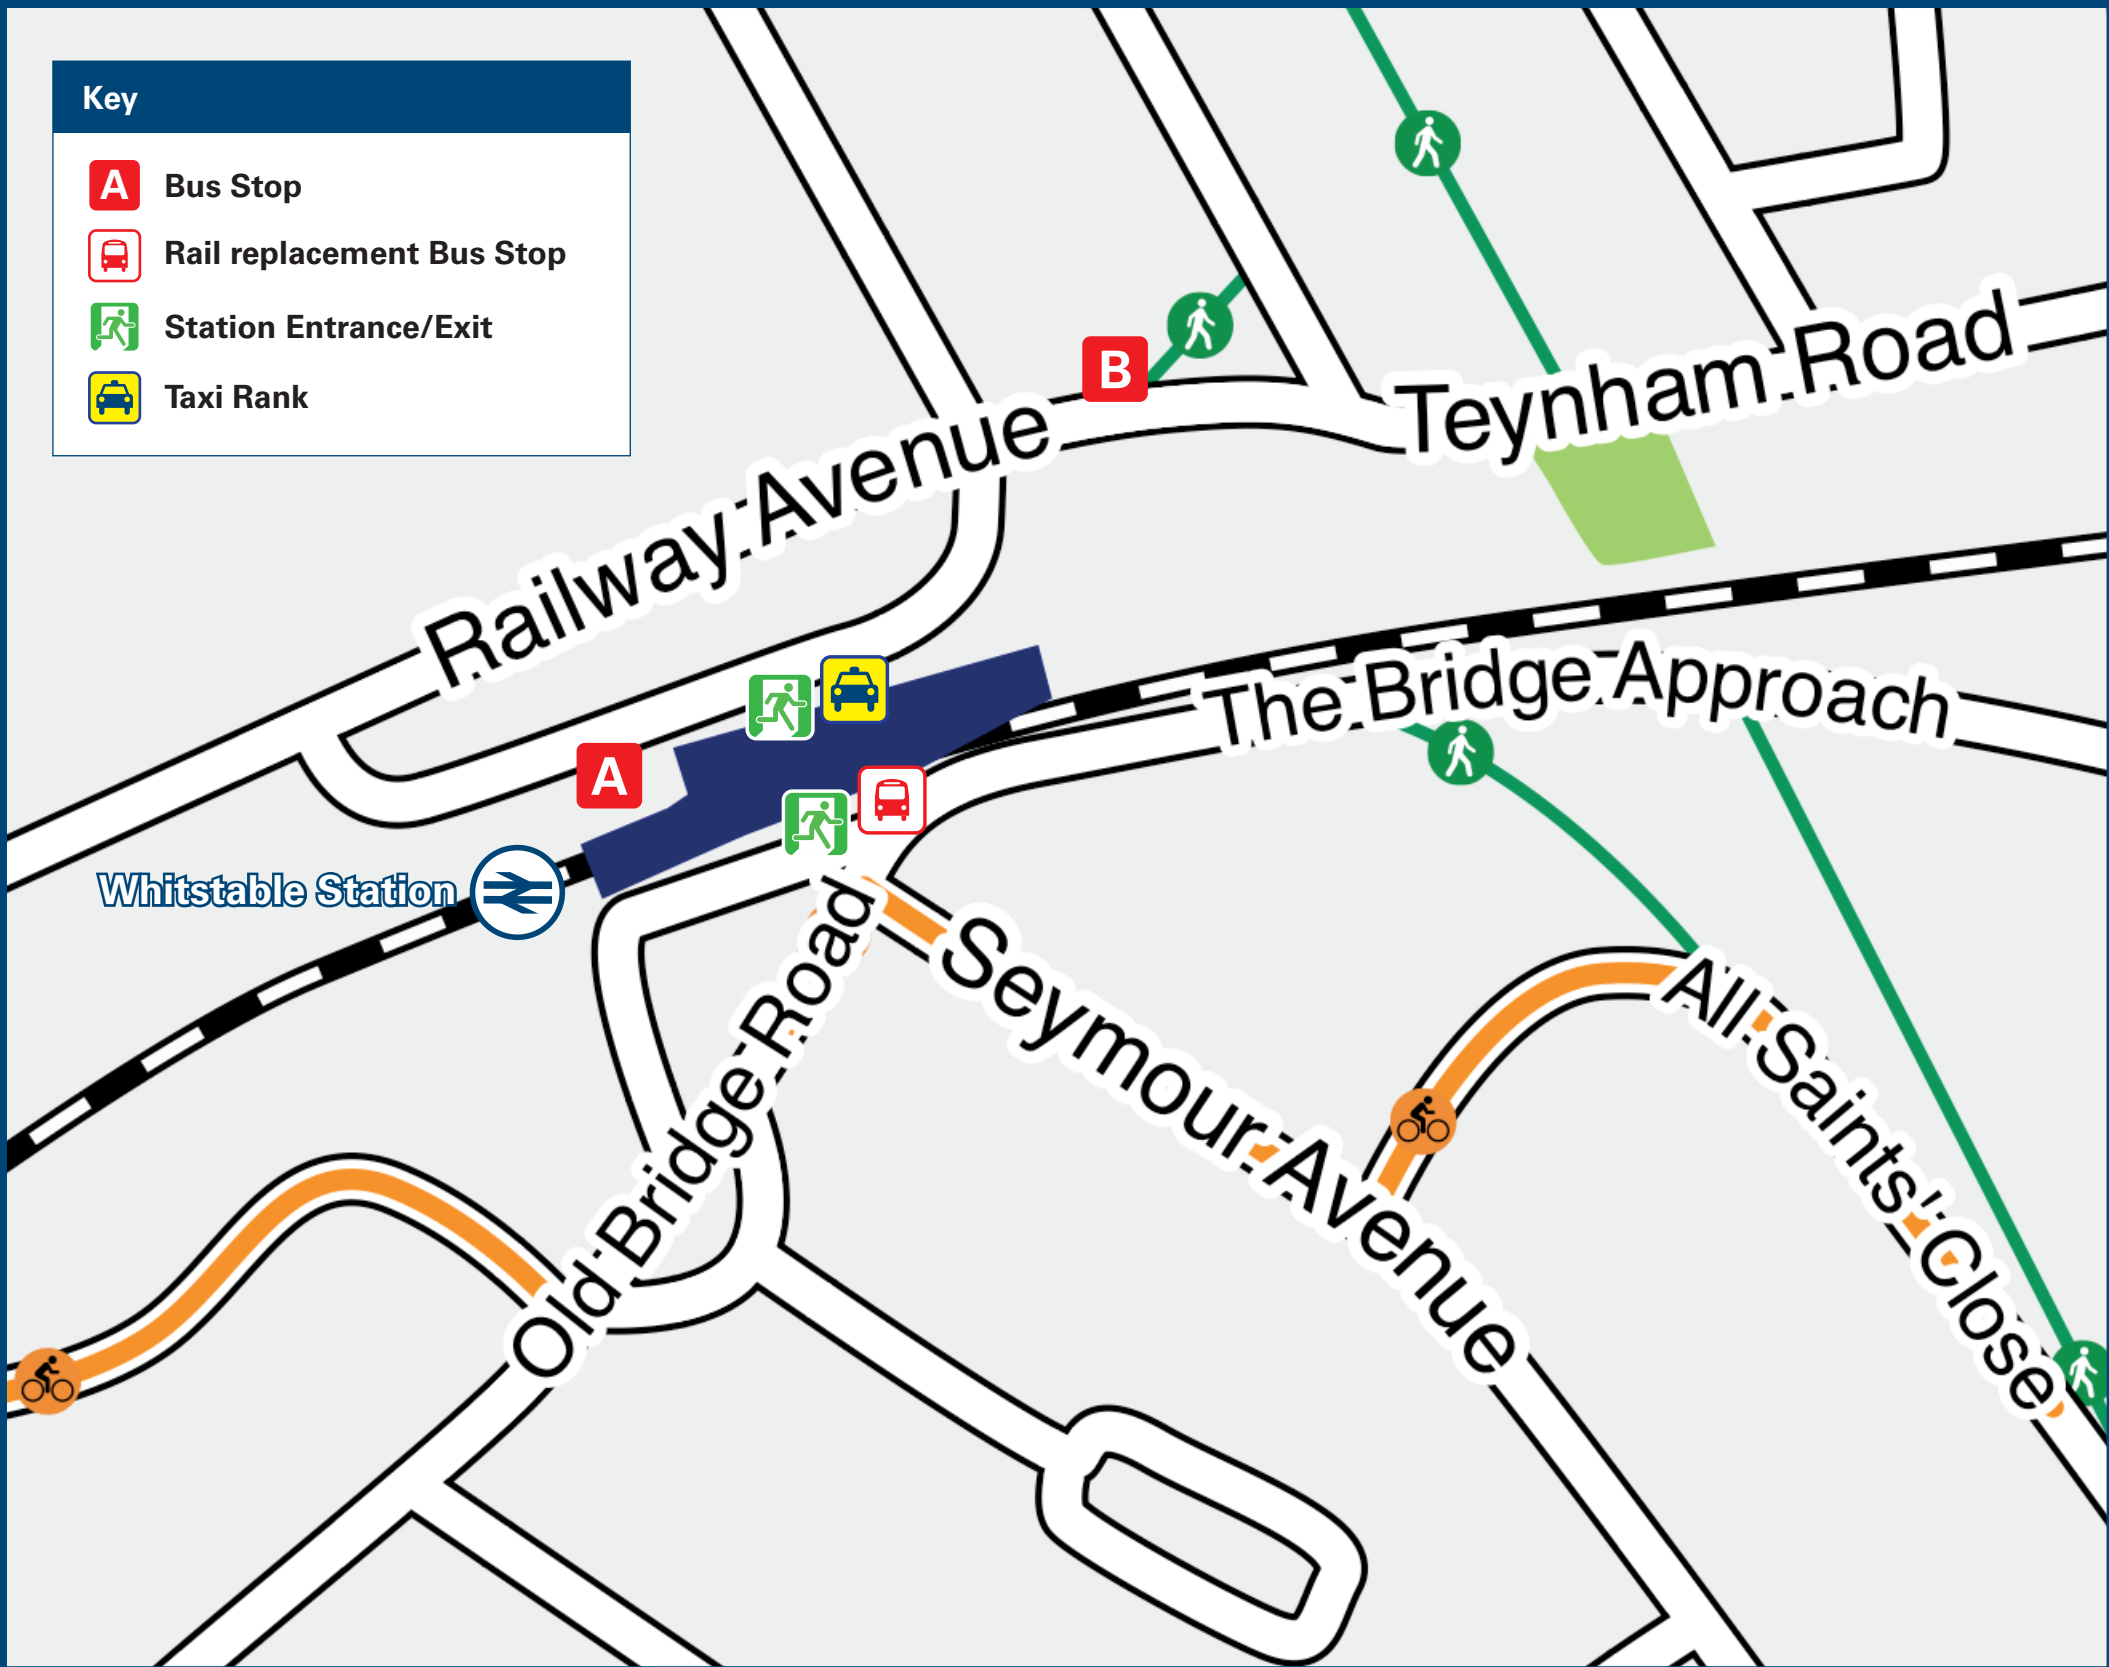 Key
A Bus Stop
Rail replacement Bus Stop
Station Entrance/Exit
Taxi Rank
B
Teynham Road
Railway Avenue
The Bridge Approach
A
Whitstable Station
Old Bridge Road
Seymour Avenue
All Saints' Close